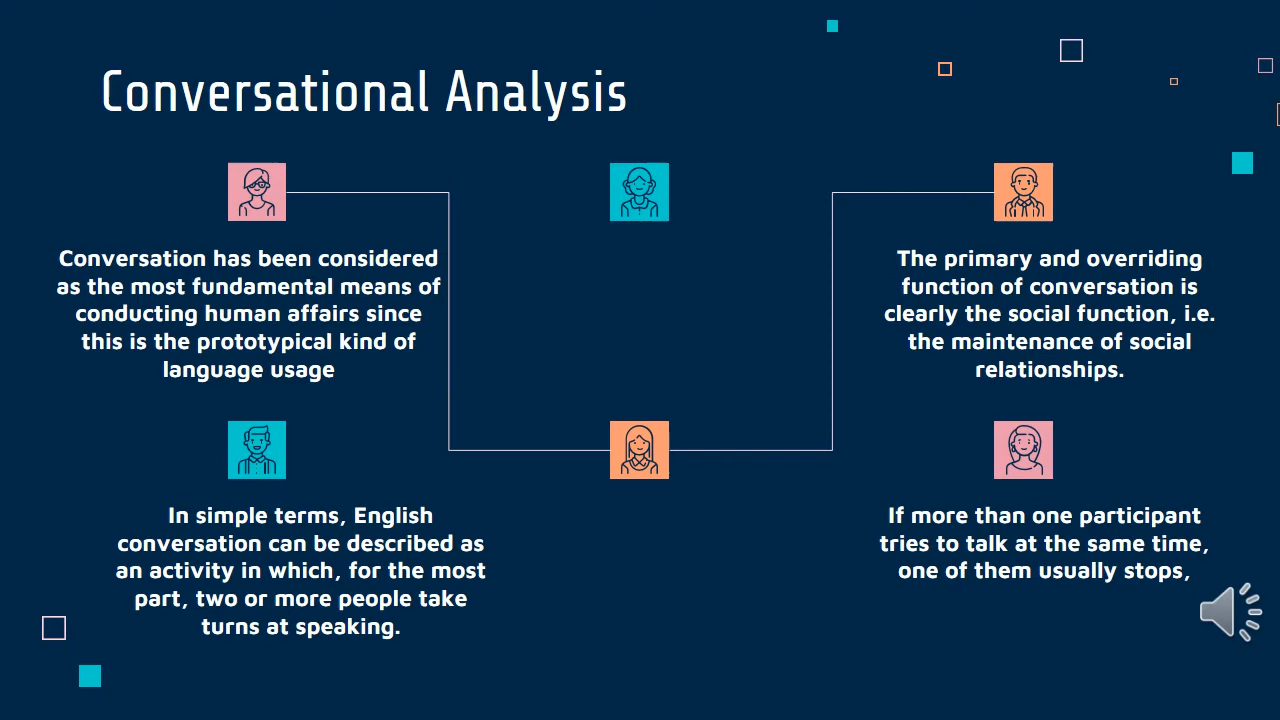 Conversational Analysis
Conversation has been considered
as the most fundamental means of
conducting human affairs since
this is the prototypical kind of
language usage
The primary and overriding
function of conversation is
clearly the social function, i.e.
the maintenance of social
relationships.
In simple terms, English
conversation can be described as
an activity in which, for the most
part, two or more people take
turns at speaking.
If more than one participant
tries to talk at the same time,
one of them usually stops,